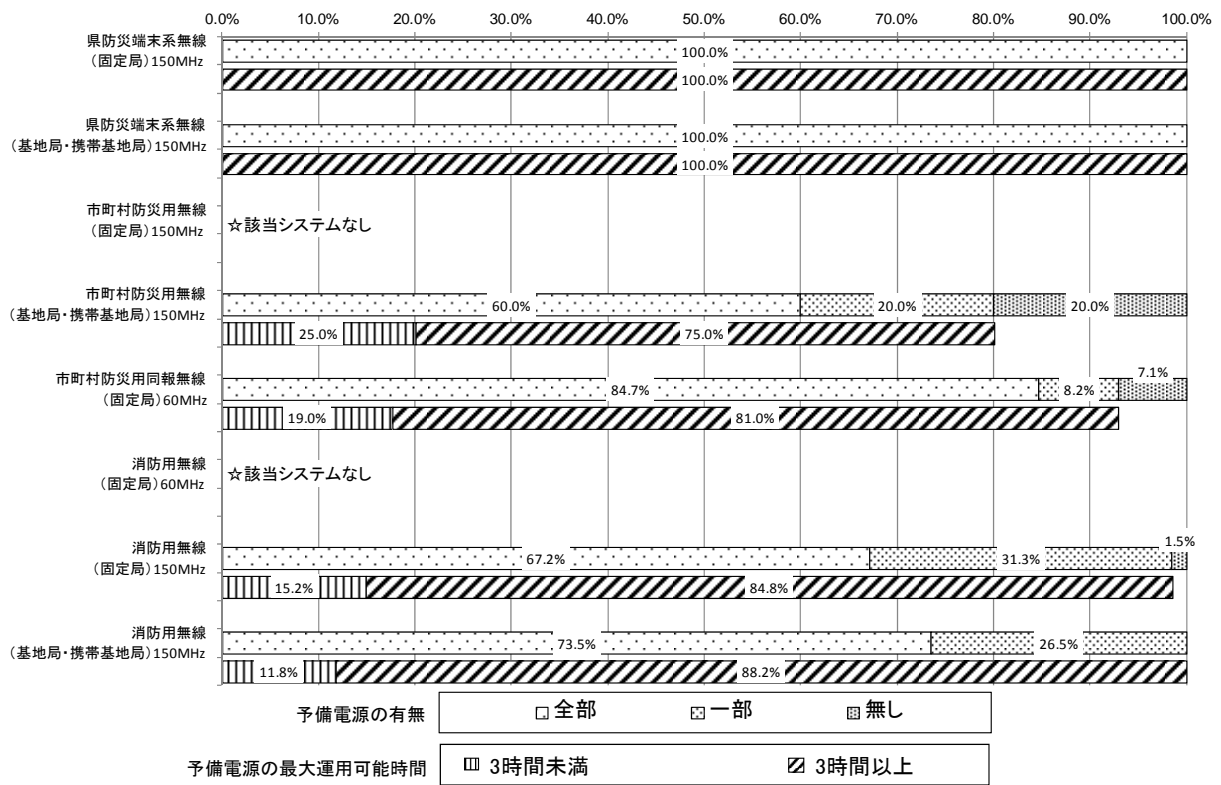 0.0% 10.0% 20.0% 30.0% 40.0% 50.0% 60.0% 70.0% 80.0% 90.0% 100.0%
県防災端末系無線
(固定局)150MHz
100.0%
100.0%
県防災端末系無線
(基地局・携帯基地局)150MHz
100.0%
100.0%
市町村防災用無線
(固定局)150MHz
☆該当システムなし
市町村防災用無線
(基地局・携帯基地局)150MHz
60.0% 20.0% 20.0%
25.0% 75.0%
市町村防災用同報無線
(固定局)60MHz
84.7% 8.2% 7.1%
19.0% 81.0%
消防用無線
(固定局)60MHz
☆該当システムなし
消防用無線
(固定局)150MHz
67.2% 31.3% 1.5%
15.2% 84.8%
消防用無線
(基地局・携帯基地局)150MHz
73.5% 26.5%
11.8% 88.2%
予備電源の有無 全部 一部 無し
予備電源の最大運用可能時間 3時間未満 3時間以上